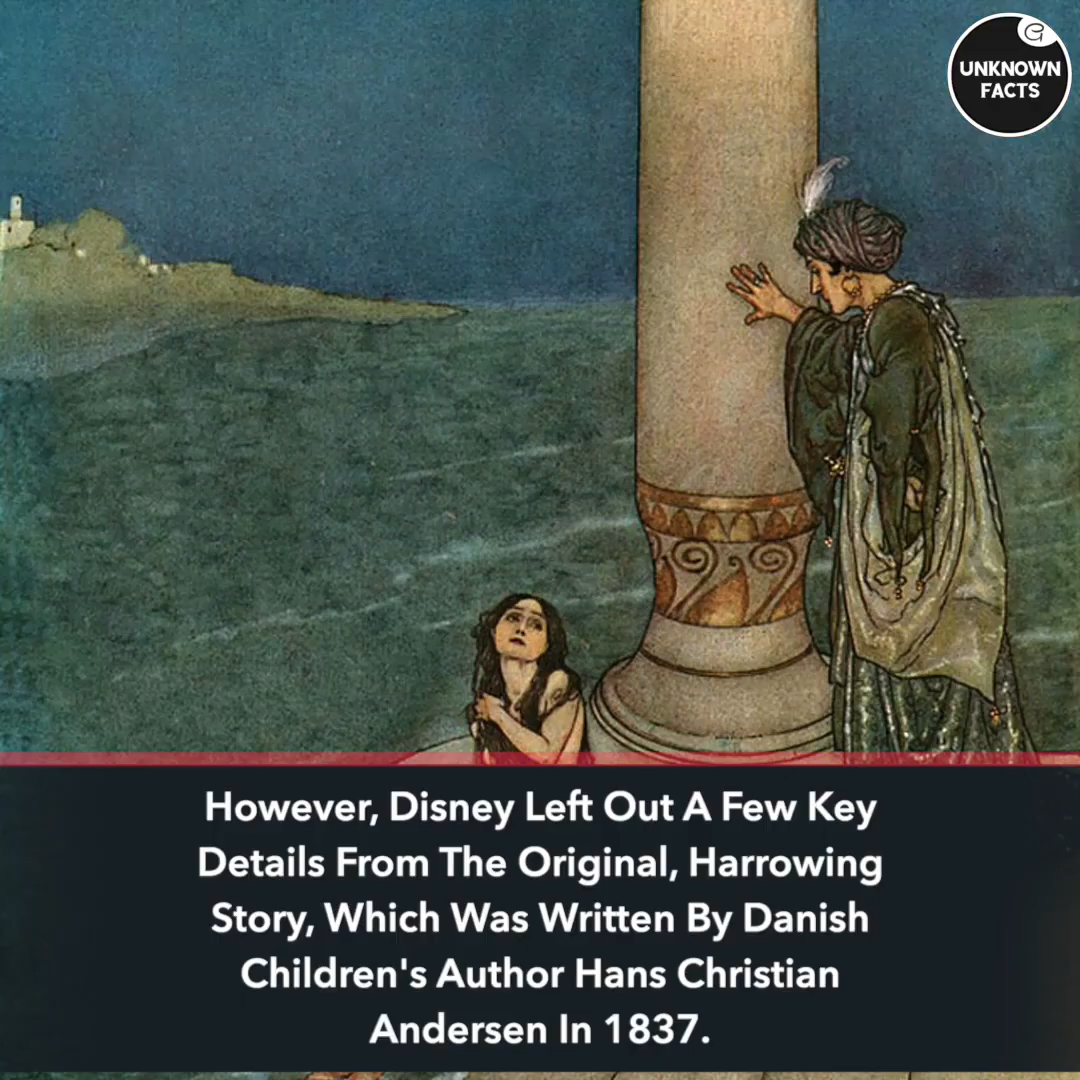 UNKNOWN
FACTS
However, Disney Left Out A Few Key
Details From The Original, Harrowing
Story, Which Was Written By Danish
Children's Author Hans Christian
Andersen In 1837.